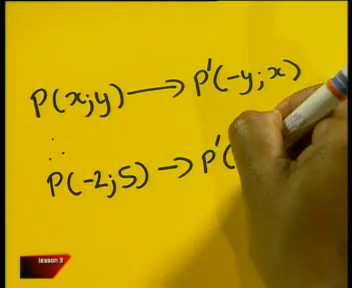 P(x;y) → P'(-y;x)
∴
P(-2;5) → P'(
lesson 3